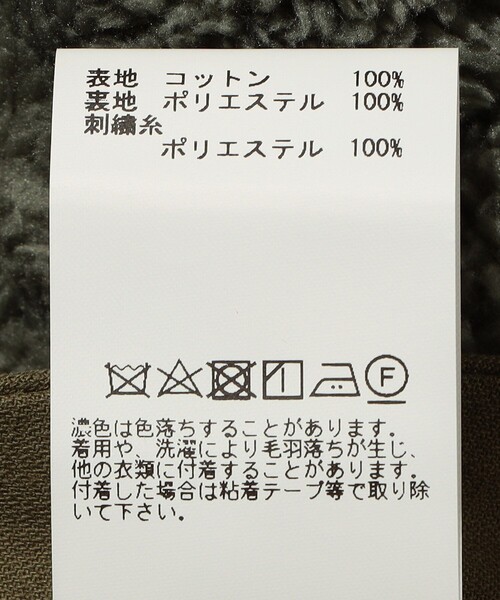 表地 コットン 100%
裏地 ポリエステル 100%
刺繍糸
ポリエステル 100%
F
濃色は色落ちすることがあります。
着用や、洗濯により毛羽落ちが生じ、
他の衣類に付着することがあります。
付着した場合は粘着テープ等で取り除
いて下さい。